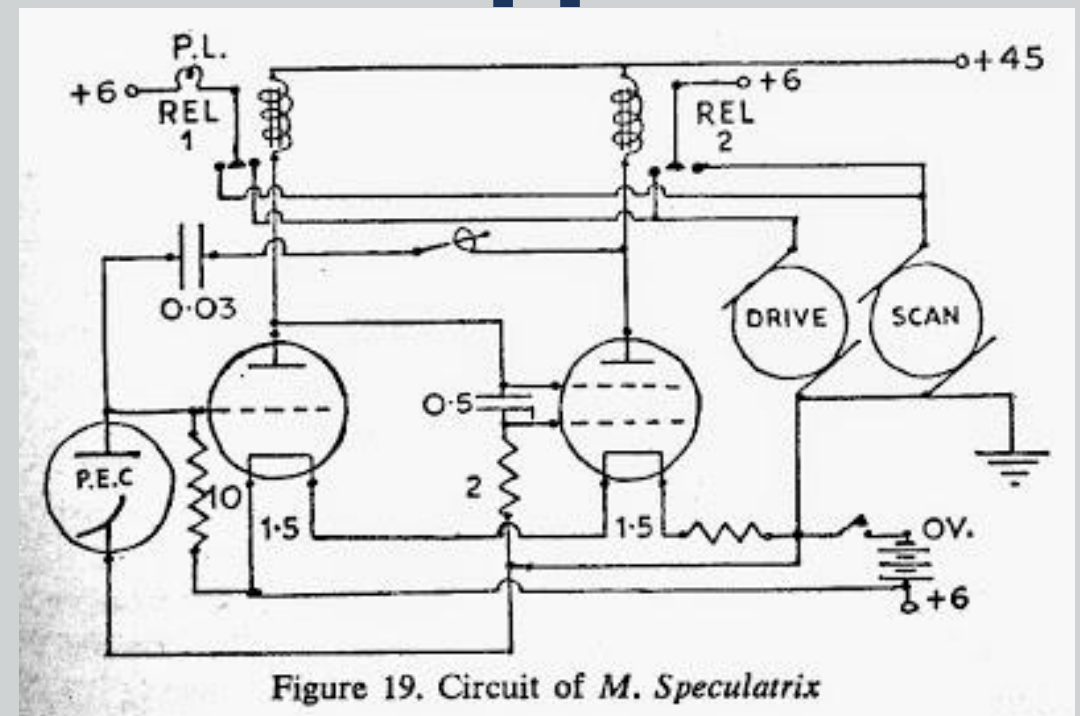 P.L.
+6
REL
1
+45
+6
REL
2
0·03
DRIVE
SCAN
0·5
P.E.C
10
2
1·5
1·5
0V.
+6
Figure 19. Circuit of M. Speculatrix